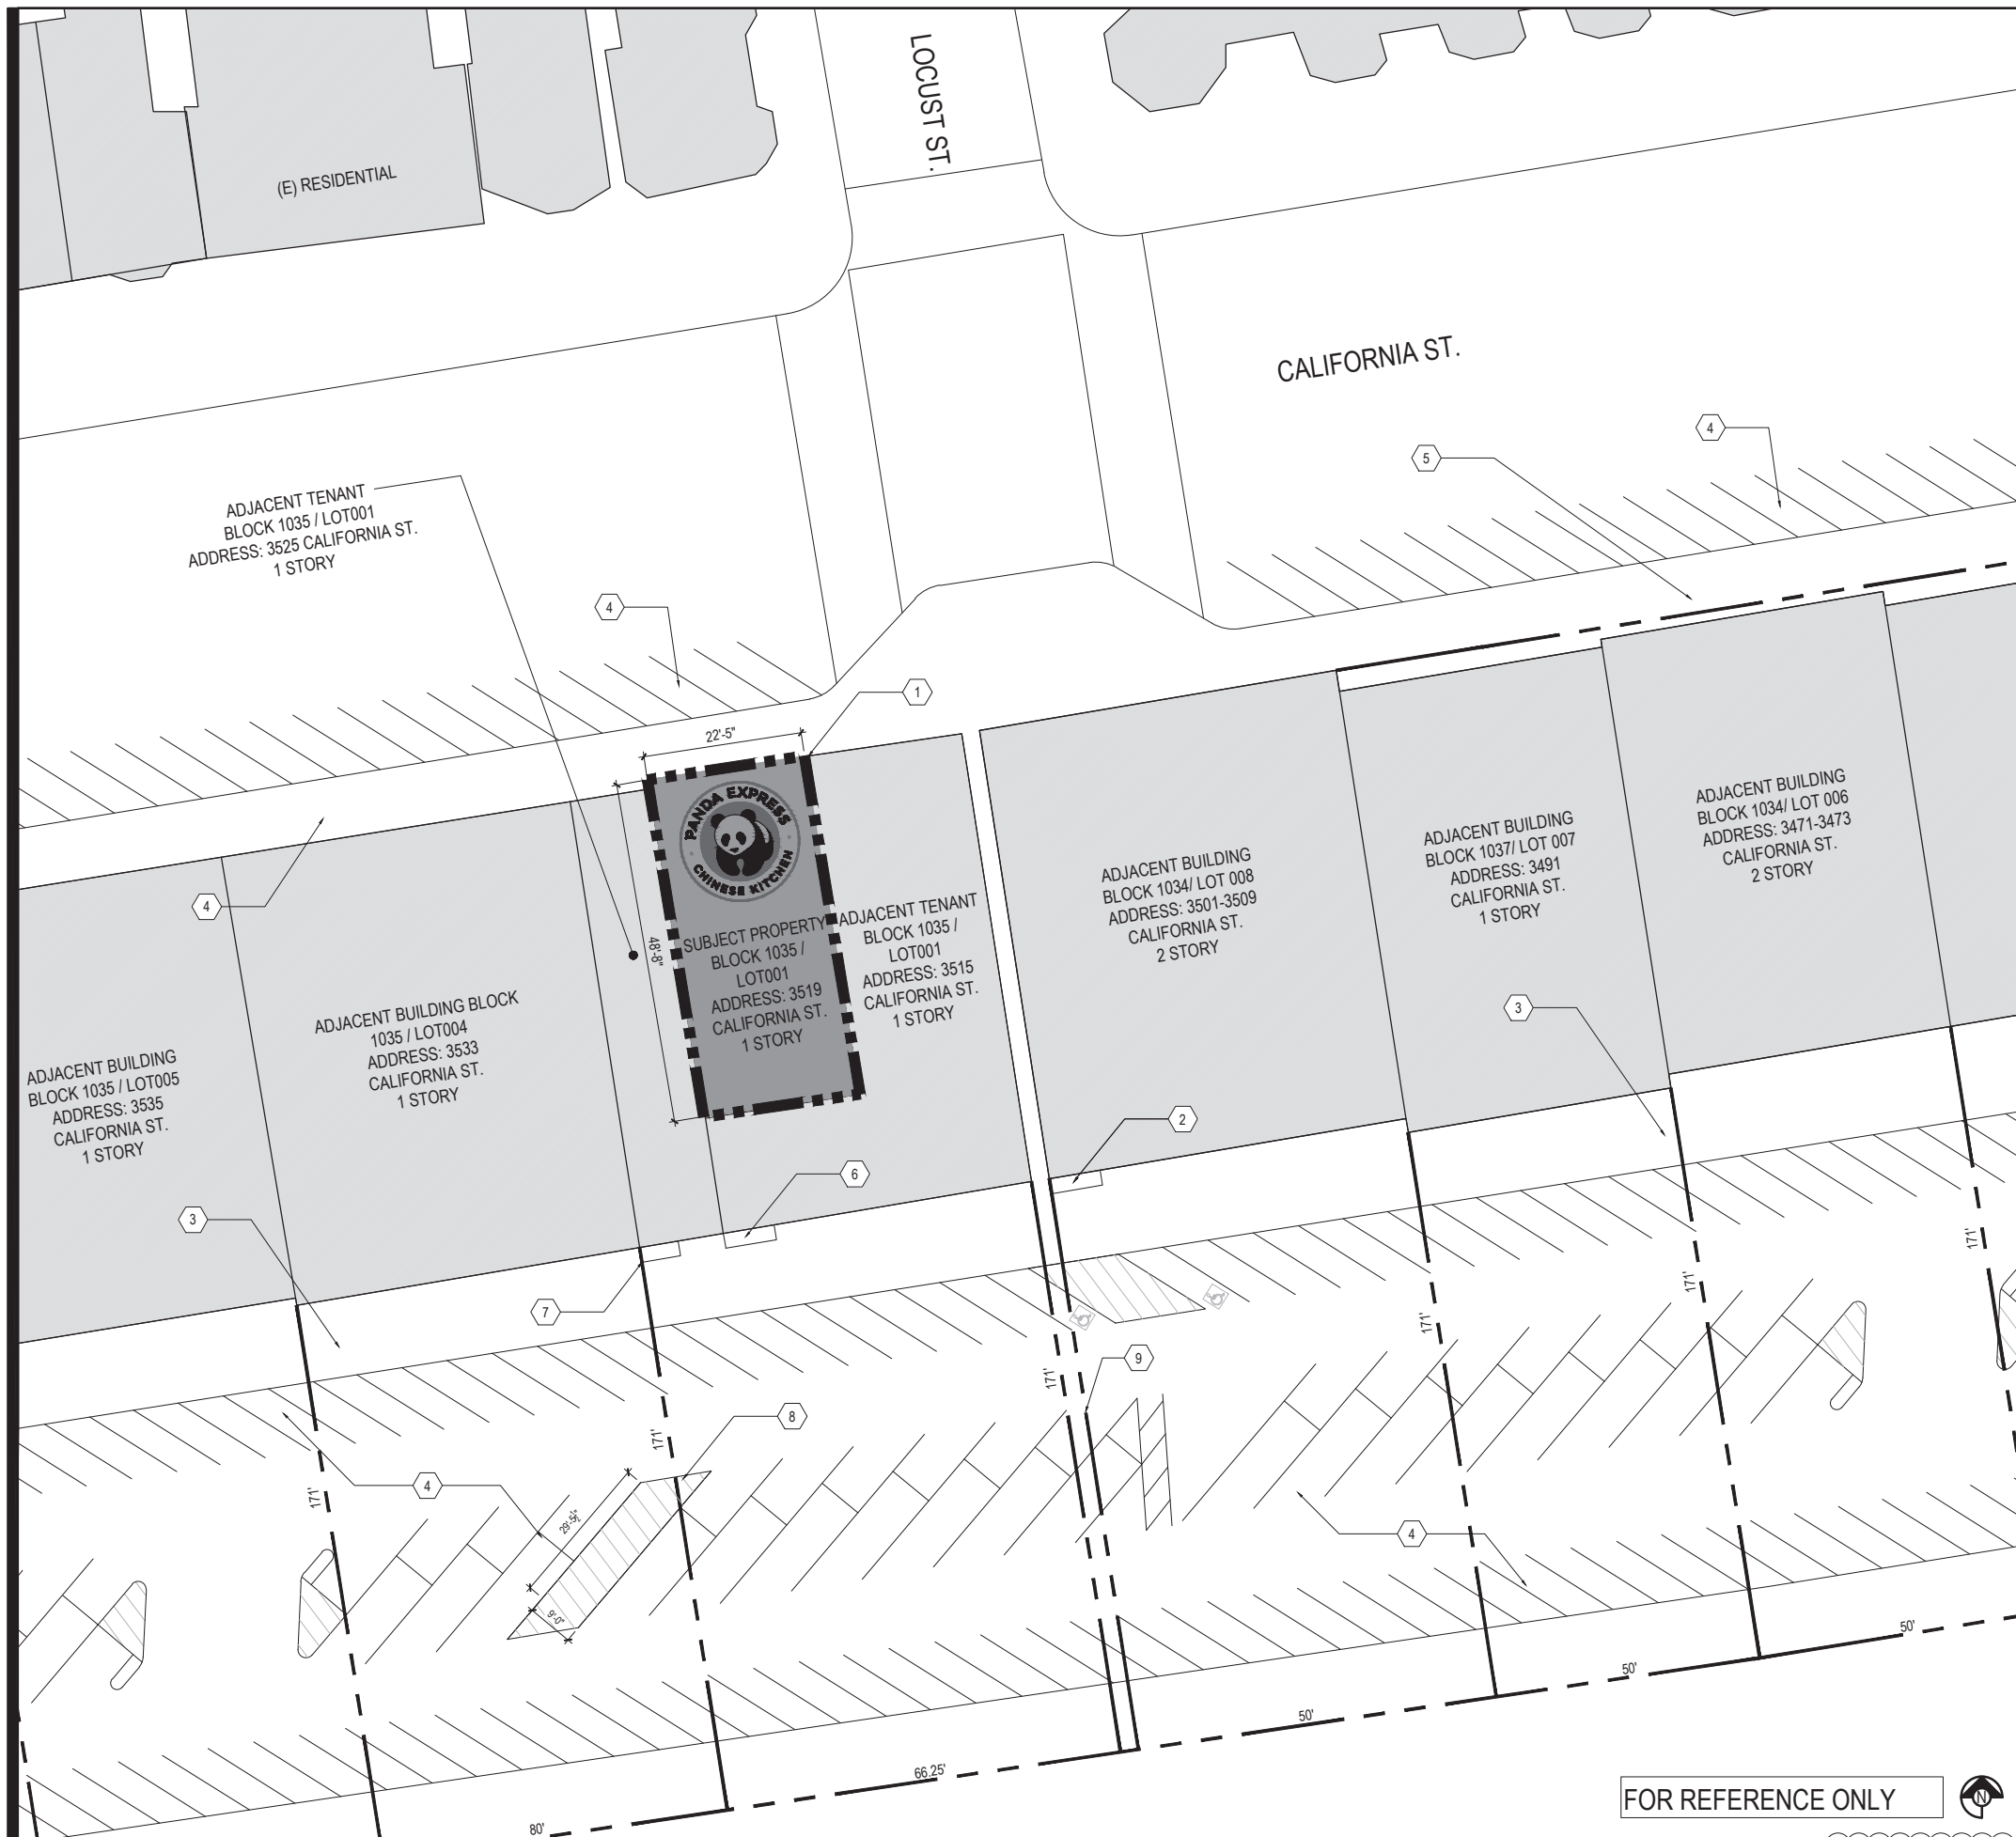 LOCUST ST.
(E) RESIDENTIAL
CALIFORNIA ST.
4
5
ADJACENT TENANT
BLOCK 1035 / LOT001
ADDRESS: 3525 CALIFORNIA ST.
1 STORY
4
1
22'-5"
PANDA EXPRESS
CHINESE KITCHEN
48'-8"
SUBJECT PROPERTY
BLOCK 1035 /
LOT001
ADDRESS: 3519
CALIFORNIA ST.
1 STORY
ADJACENT TENANT
BLOCK 1035 /
LOT001
ADDRESS: 3515
CALIFORNIA ST.
1 STORY
ADJACENT BUILDING
BLOCK 1034/ LOT 008
ADDRESS: 3501-3509
CALIFORNIA ST.
2 STORY
ADJACENT BUILDING
BLOCK 1037/ LOT 007
ADDRESS: 3491
CALIFORNIA ST.
1 STORY
ADJACENT BUILDING
BLOCK 1034/ LOT 006
ADDRESS: 3471-3473
CALIFORNIA ST.
2 STORY
4
ADJACENT BUILDING BLOCK
1035 / LOT004
ADDRESS: 3533
CALIFORNIA ST.
1 STORY
ADJACENT BUILDING
BLOCK 1035 / LOT005
ADDRESS: 3535
CALIFORNIA ST.
1 STORY
3
2
6
3
7
9
8
4
4
171'
171'
171'
171'
171'
171'
29'-5½"
9'-0"
50'
50'
50'
66.25'
80'
FOR REFERENCE ONLY
N